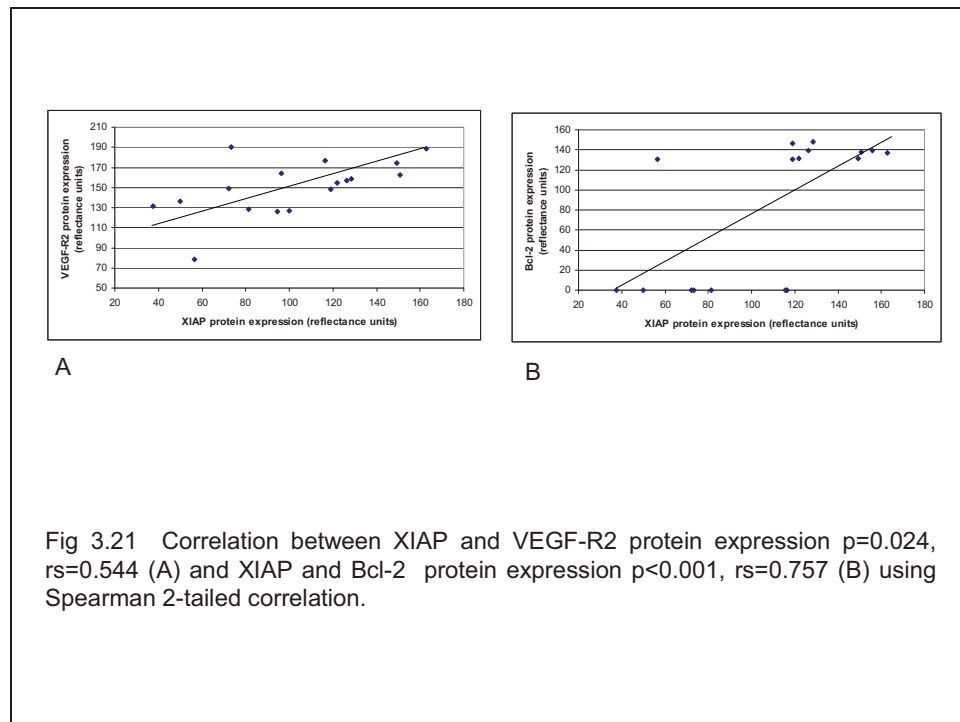 210
190
170
150
130
110
90
70
50
20 40 60 80 100 120 140 160 180
VEGF-R2 protein expression
(reflectance units)
XIAP protein expression (reflectance units)
A
160
140
120
100
80
60
40
20
0
20 40 60 80 100 120 140 160 180
Bcl-2 protein expression
(reflectance units)
XIAP protein expression (reflectance units)
B
Fig 3.21 Correlation between XIAP and VEGF-R2 protein expression p=0.024,
rs=0.544 (A) and XIAP and Bcl-2 protein expression p<0.001, rs=0.757 (B) using
Spearman 2-tailed correlation.